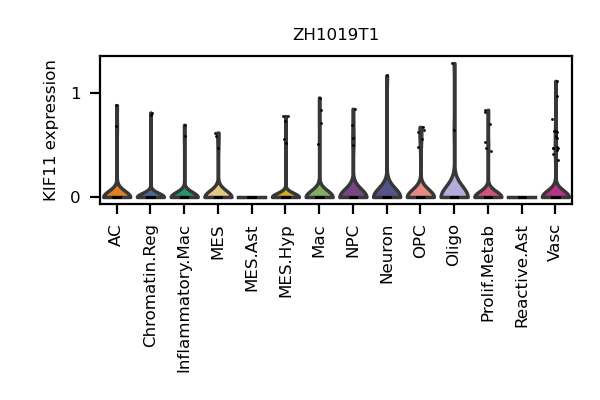 ZH1019T1
KIF11 expression
1
0
AC
Chromatin.Reg
Inflammatory.Mac
MES
MES.Ast
MES.Hyp
Mac
NPC
Neuron
OPC
Oligo
Prolif.Metab
Reactive.Ast
Vasc